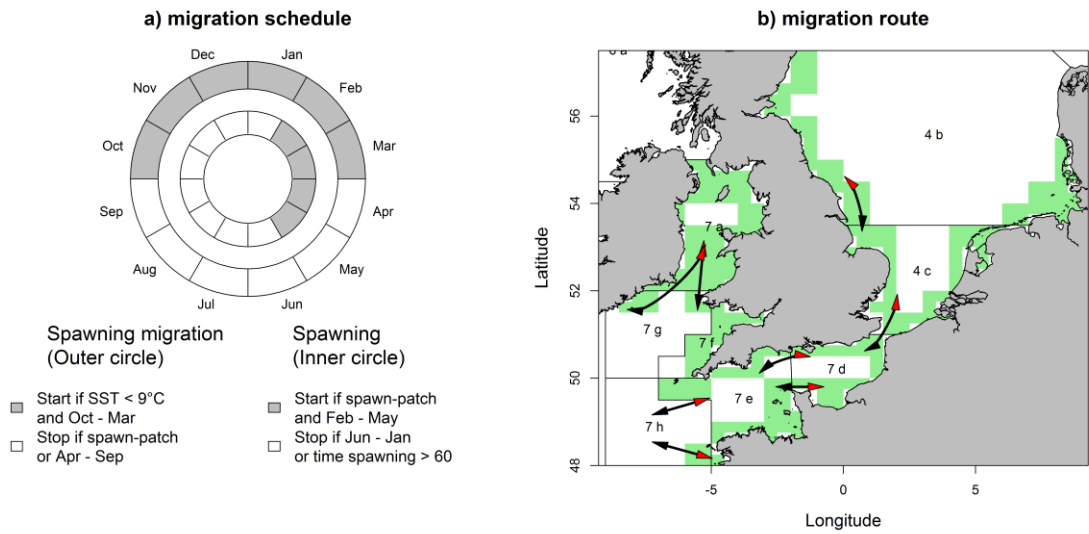 a) migration schedule
Dec
Jan
Nov
Feb
Oct
Mar
Sep
Apr
Aug
May
Jul
Jun
Spawning migration
(Outer circle)
Start if SST < 9°C
and Oct - Mar
Stop if spawn-patch
or Apr - Sep
Spawning
(Inner circle)
Start if spawn-patch
and Feb - May
Stop if Jun - Jan
or time spawning > 60
b) migration route
Latitude
56
54
52
50
48
4 b
7 a
4 c
7 g
7 f
7 d
7 e
7 h
-5
0
5
Longitude